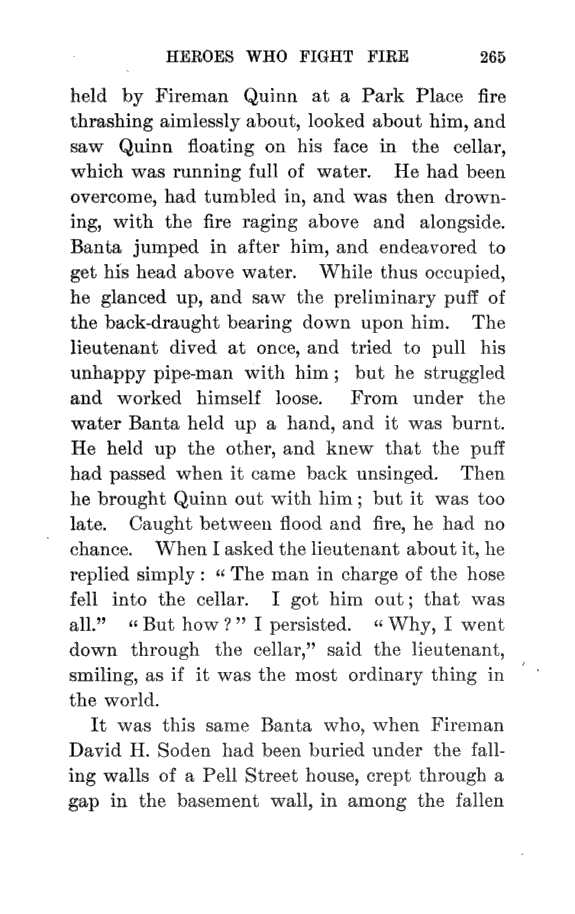 HEROES WHO FIGHT FIRE 265
held by Fireman Quinn at a Park Place fire
thrashing aimlessly about, looked about him, and
saw Quinn floating on his face in the cellar,
which was running full of water. He had been
overcome, had tumbled in, and was then drown-
ing, with the fire raging above and alongside.
Banta jumped in after him, and endeavored to
get his head above water. While thus occupied,
he glanced up, and saw the preliminary puff of
the back-draught bearing down upon him. The
lieutenant dived at once, and tried to pull his
unhappy pipe-man with him ; but he struggled
and worked himself loose. From under the
water Banta held up a hand, and it was burnt.
He held up the other, and knew that the puff
had passed when it came back unsinged. Then
he brought Quinn out with him ; but it was too
late. Caught between flood and fire, he had no
chance. When I asked the lieutenant about it, he
replied simply : “ The man in charge of the hose
fell into the cellar. I got him out ; that was
all.” “ But how ? ” I persisted. “ Why, I went
down through the cellar,” said the lieutenant,
smiling, as if it was the most ordinary thing in
the world.
It was this same Banta who, when Fireman
David H. Soden had been buried under the fall-
ing walls of a Pell Street house, crept through a
gap in the basement wall, in among the fallen